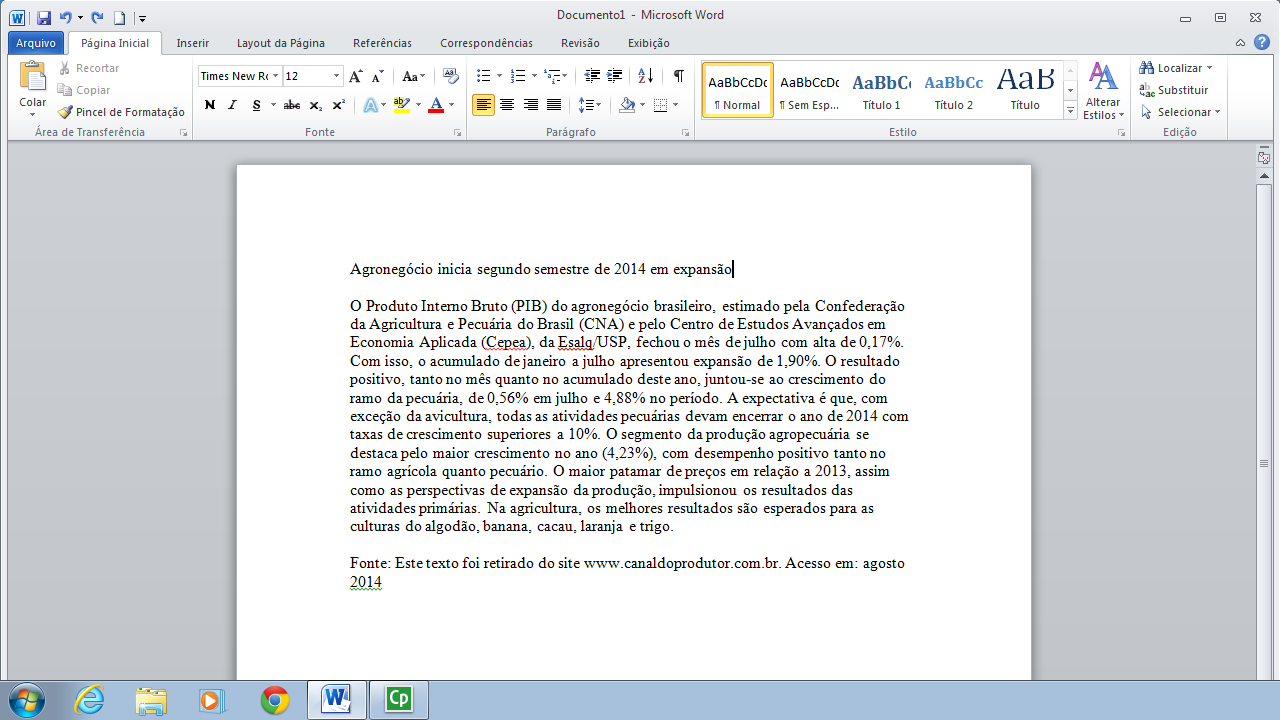 Documento1 - Microsoft Word
Arquivo Página Inicial Inserir Layout da Página Referências Correspondências Revisão Exibição
Colar
Recortar
Copiar
Pincel de Formatação
Área de Transferência
Times New Ro 12
Fonte
Parágrafo
AaBbCcDc AaBbCcDc AaBbCc AaBbCc AaB
¶ Normal ¶ Sem Esp... Título 1 Título 2 Título
Alterar
Estilos
Estilo
Localizar
Substituir
Selecionar
Edição
Agronegócio inicia segundo semestre de 2014 em expansão
O Produto Interno Bruto (PIB) do agronegócio brasileiro, estimado pela Confederação
da Agricultura e Pecuária do Brasil (CNA) e pelo Centro de Estudos Avançados em
Economia Aplicada (Cepea), da Esalq/USP, fechou o mês de julho com alta de 0,17%.
Com isso, o acumulado de janeiro a julho apresentou expansão de 1,90%. O resultado
positivo, tanto no mês quanto no acumulado deste ano, juntou-se ao crescimento do
ramo da pecuária, de 0,56% em julho e 4,88% no período. A expectativa é que, com
exceção da avicultura, todas as atividades pecuárias devam encerrar o ano de 2014 com
taxas de crescimento superiores a 10%. O segmento da produção agropecuária se
destaca pelo maior crescimento no ano (4,23%), com desempenho positivo tanto no
ramo agrícola quanto pecuário. O maior patamar de preços em relação a 2013, assim
como as perspectivas de expansão da produção, impulsionou os resultados das
atividades primárias. Na agricultura, os melhores resultados são esperados para as
culturas do algodão, banana, cacau, laranja e trigo.
Fonte: Este texto foi retirado do site www.canaldoprodutor.com.br. Acesso em: agosto
2014
Cp